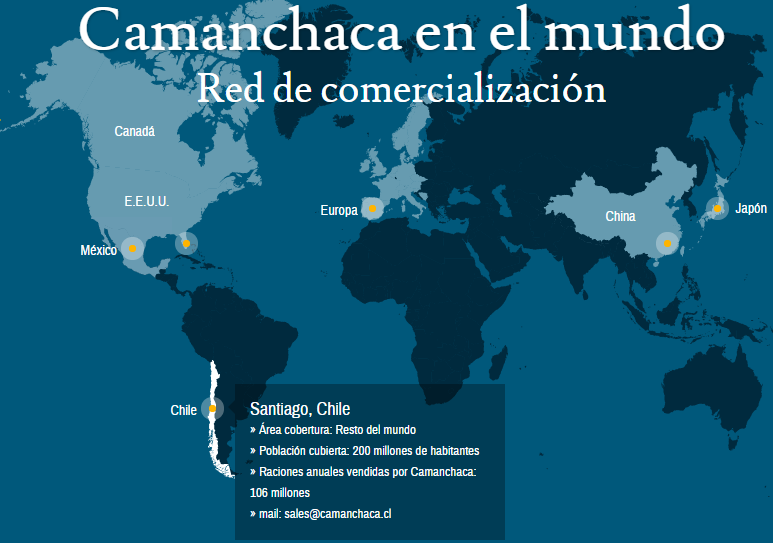 Camanchaca en el mundo
Red de comercialización
Canadá
E.E.U.U.
México
Europa
China
Japón
Chile
Santiago, Chile
» Área cobertura: Resto del mundo
» Población cubierta: 200 millones de habitantes
» Raciones anuales vendidas por Camanchaca:
106 millones
» mail: sales@camanchaca.cl